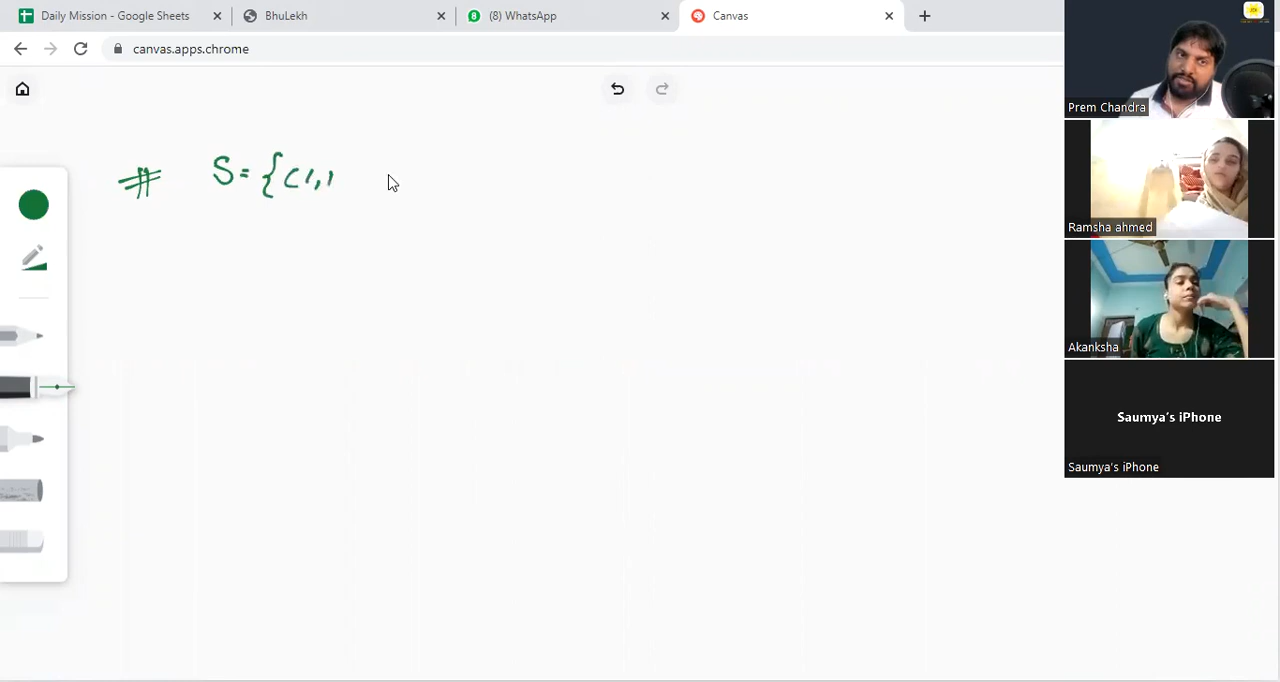 Daily Mission - Google Sheets
BhuLekh
8 (8) WhatsApp
Canvas
canvas.apps.chrome
# S = {(1,1
Prem Chandra
Ramsha ahmed
Akanksha
Saumya's iPhone
Saumya's iPhone